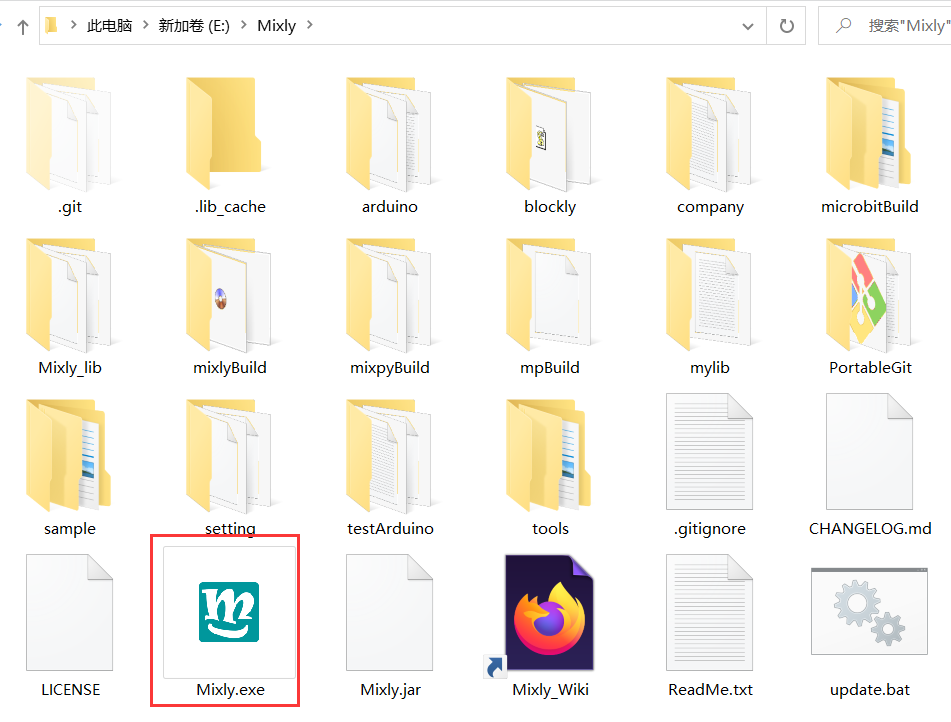 此电脑 新加卷 (E:) Mixly 搜索"Mixly"
.git .lib_cache arduino blockly company microbitBuild
Mixly_lib mixlyBuild mixpyBuild mpBuild mylib PortableGit
sample setting testArduino tools .gitignore CHANGELOG.md
m
LICENSE Mixly.exe Mixly.jar Mixly_Wiki ReadMe.txt update.bat